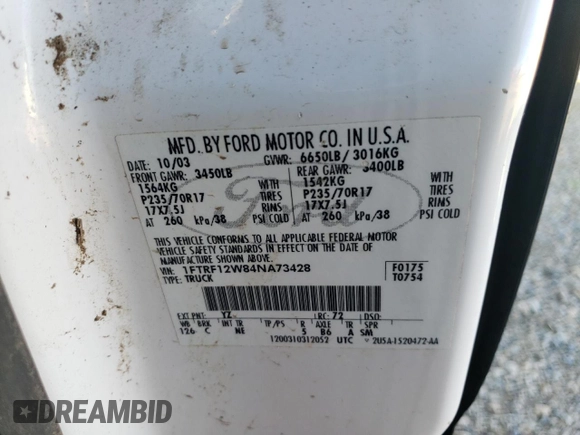 MFD. BY FORD MOTOR CO. IN U.S.A.
DATE: 10/03 GVWR: 6650LB/ 3016KG
FRONT GAWR: 3450LB REAR GAWR: 3400LB
1564KG WITH 1542KG WITH
P235/70R17 TIRES P235/70R17 TIRES
17X7.5J RIMS 17X7.5J RIMS
AT 260 kPa/38 PSI COLD AT 260 kPa/38 PSI COLD
THIS VEHICLE CONFORMS TO ALL APPLICABLE FEDERAL MOTOR
VEHICLE SAFETY STANDARDS IN EFFECT ON THE DATE OF
MANUFACTURE SHOWN ABOVE.
VIN: 1FTRF12W84NA73428 F0175
TYPE: TRUCK T0754
EXT PNT: YZ RC: 72 DSO:
WB BRK INT TR TP/PS R AXLE TR SPR
126 C ME 5 B6 A SM
1200310312052 UTC 2U5A-1520472-AA
Ford
DREAMBID